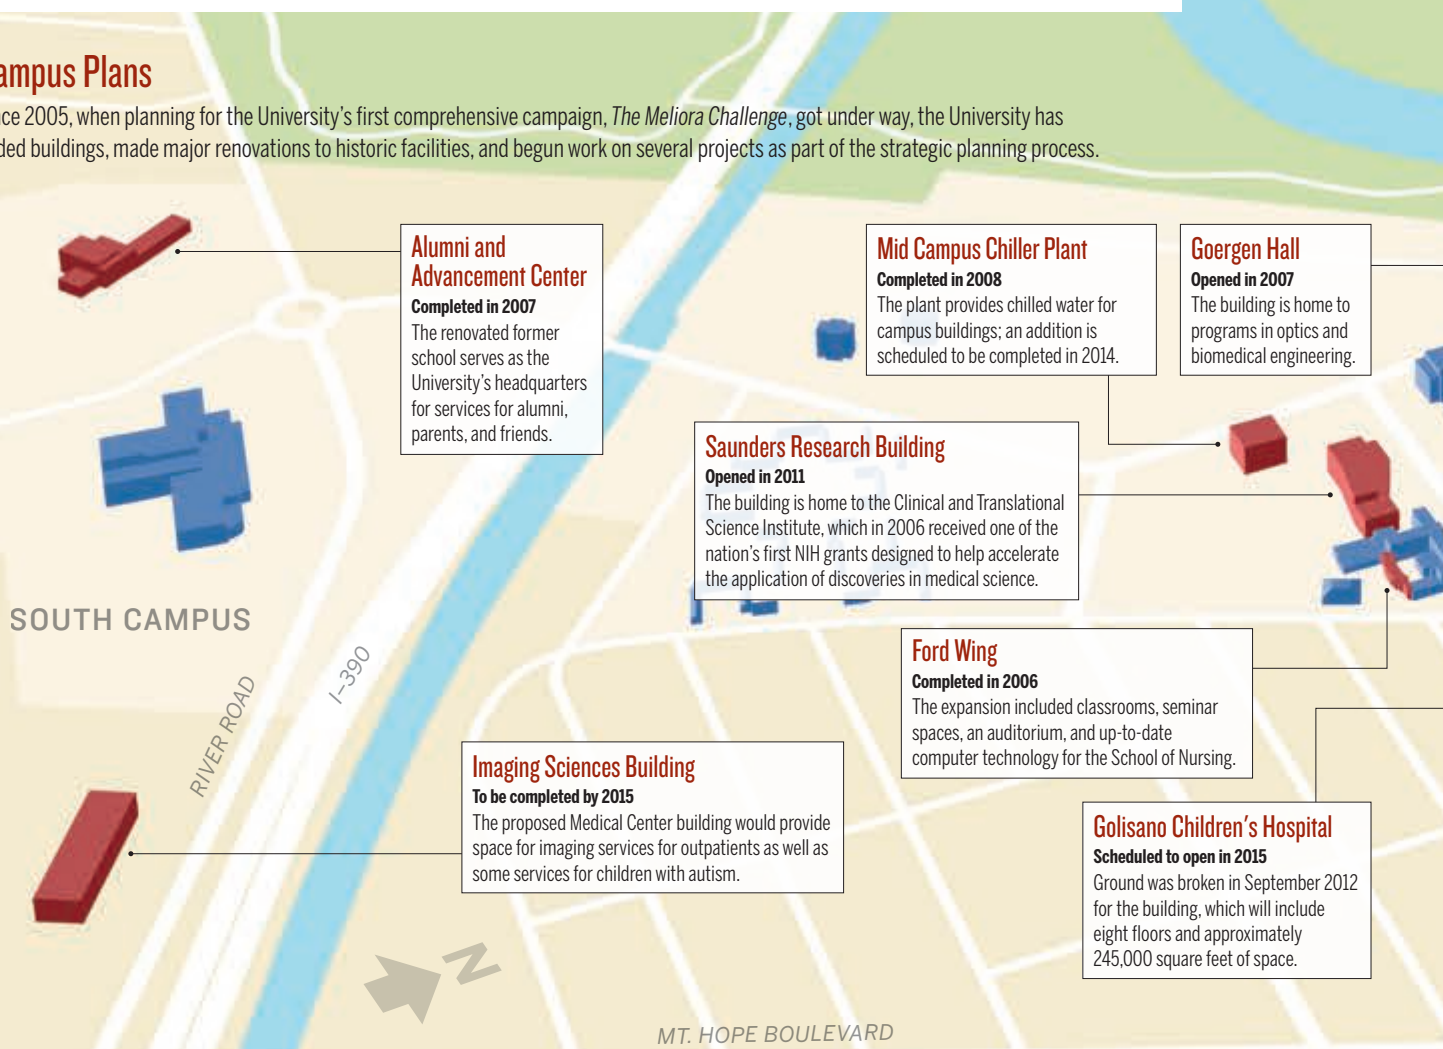 ampus Plans
ce 2005, when planning for the University’s first comprehensive campaign, The Meliora Challenge, got under way, the University has
ded buildings, made major renovations to historic facilities, and begun work on several projects as part of the strategic planning process.
Alumni and
Advancement Center
Completed in 2007
The renovated former
school serves as the
University’s headquarters
for services for alumni,
parents, and friends.
Mid Campus Chiller Plant
Completed in 2008
The plant provides chilled water for
campus buildings; an addition is
scheduled to be completed in 2014.
Goergen Hall
Opened in 2007
The building is home to
programs in optics and
biomedical engineering.
Saunders Research Building
Opened in 2011
The building is home to the Clinical and Translational
Science Institute, which in 2006 received one of the
nation’s first NIH grants designed to help accelerate
the application of discoveries in medical science.
SOUTH CAMPUS
I–390
RIVER ROAD
Ford Wing
Completed in 2006
The expansion included classrooms, seminar
spaces, an auditorium, and up-to-date
computer technology for the School of Nursing.
Imaging Sciences Building
To be completed by 2015
The proposed Medical Center building would provide
space for imaging services for outpatients as well as
some services for children with autism.
Golisano Children’s Hospital
Scheduled to open in 2015
Ground was broken in September 2012
for the building, which will include
eight floors and approximately
245,000 square feet of space.
N
MT. HOPE BOULEVARD